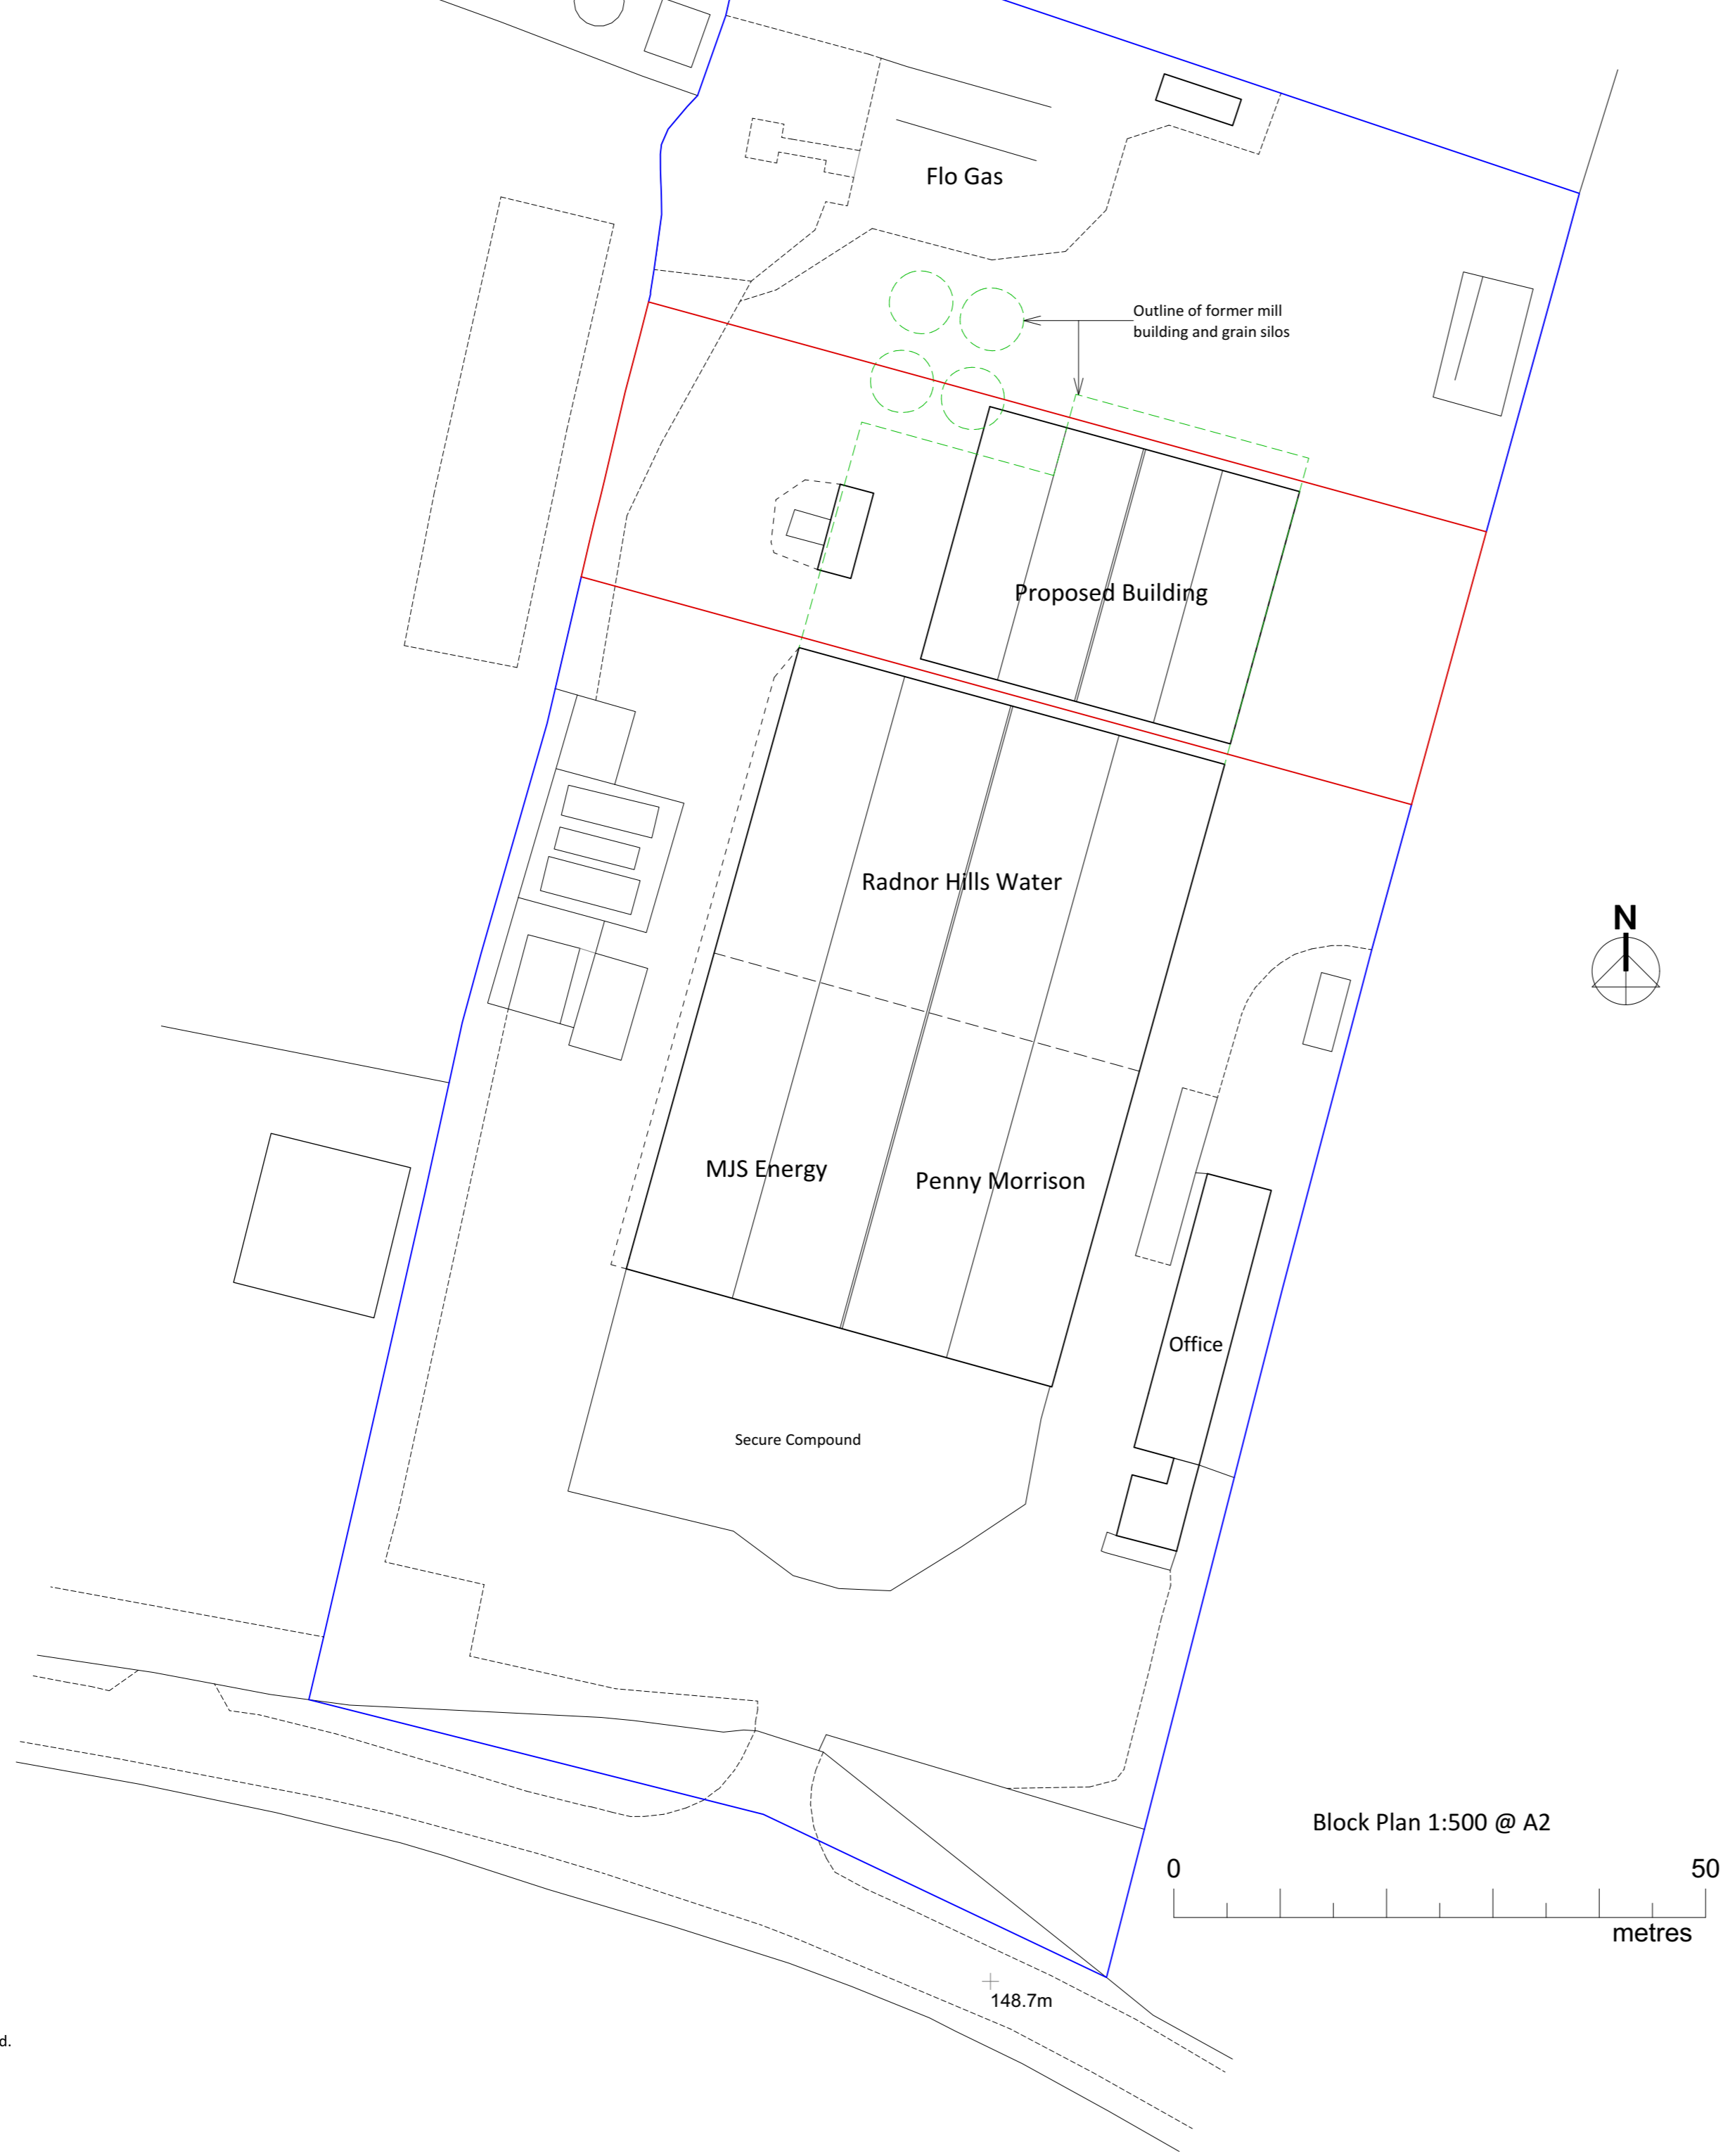 Flo Gas
Outline of former mill
building and grain silos
Proposed Building
Radnor Hills Water
N
MJS Energy
Penny Morrison
Office
Secure Compound
Block Plan 1:500 @ A2
0 50
metres
148.7m
d.